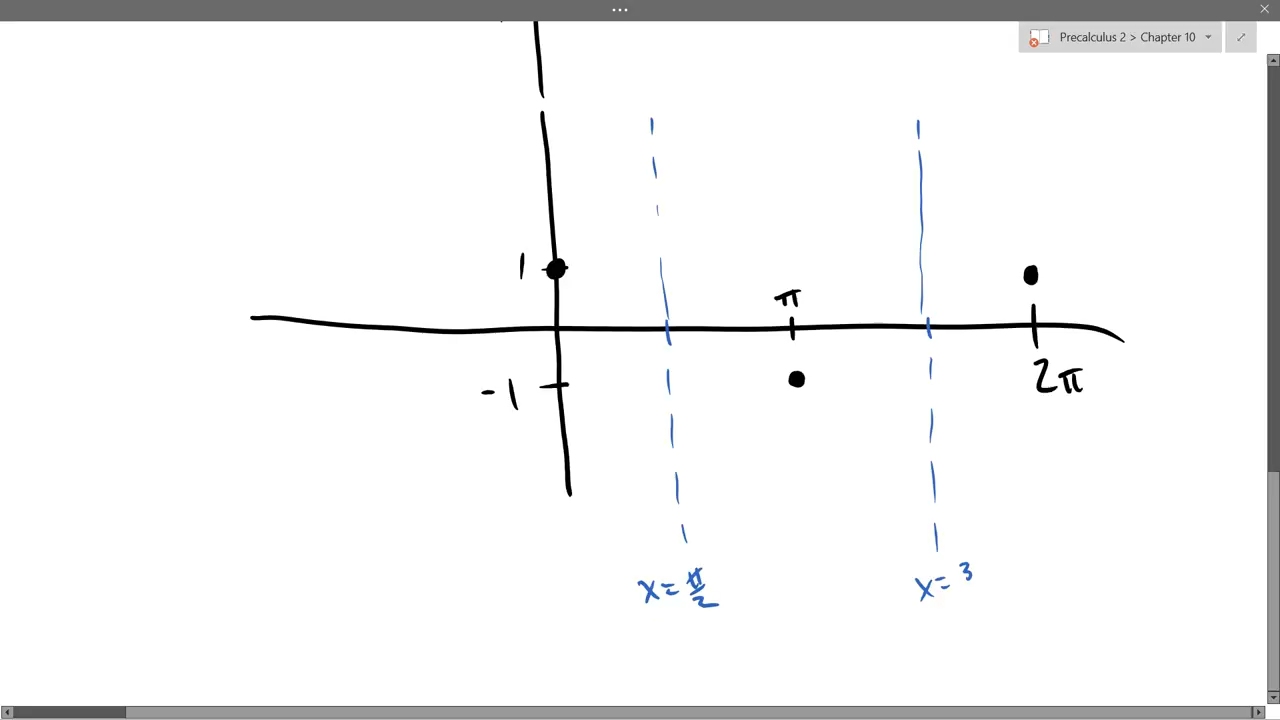 Precalculus 2 > Chapter 10
1
π
-1
2π
x = π/2
x = 3